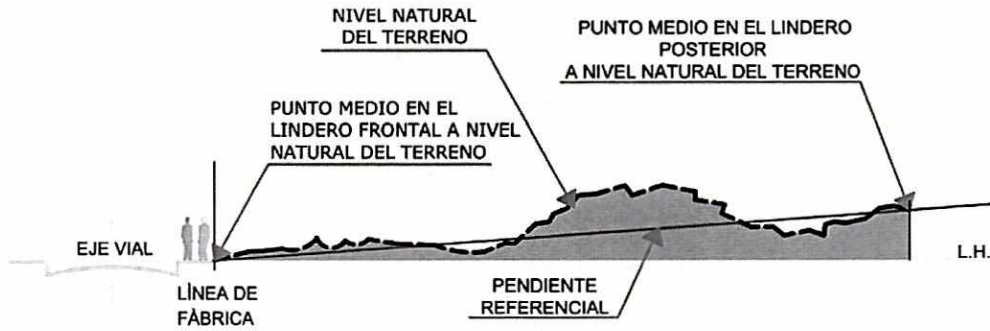 NIVEL NATURAL
DEL TERRENO
PUNTO MEDIO EN EL LINDERO
POSTERIOR
A NIVEL NATURAL DEL TERRENO
PUNTO MEDIO EN EL
LINDERO FRONTAL A NIVEL
NATURAL DEL TERRENO
EJE VIAL
L.H.
LÌNEA DE
FÀBRICA
PENDIENTE
REFERENCIAL